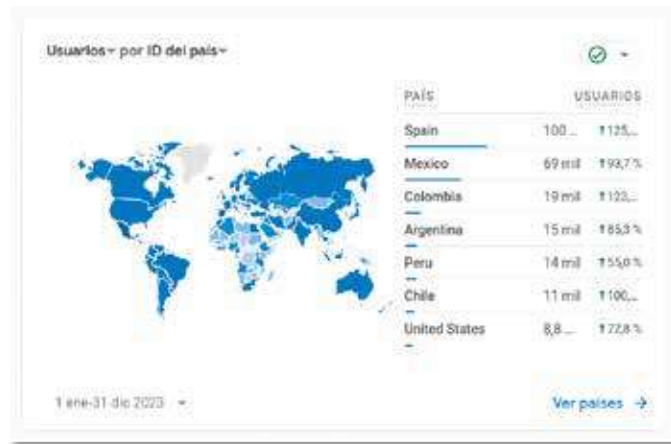 Usuarios por ID del país
PAÍS USUARIOS
Spain 100 ... ↑125,...
Mexico 69 mil ↑93,7 %
Colombia 19 mil ↑123,...
Argentina 15 mil ↑85,3 %
Peru 14 mil ↑55,0 %
Chile 11 mil ↑100,...
United States 8,8 ... ↑72,8 %
1 ene-31 dic 2023
Ver países →